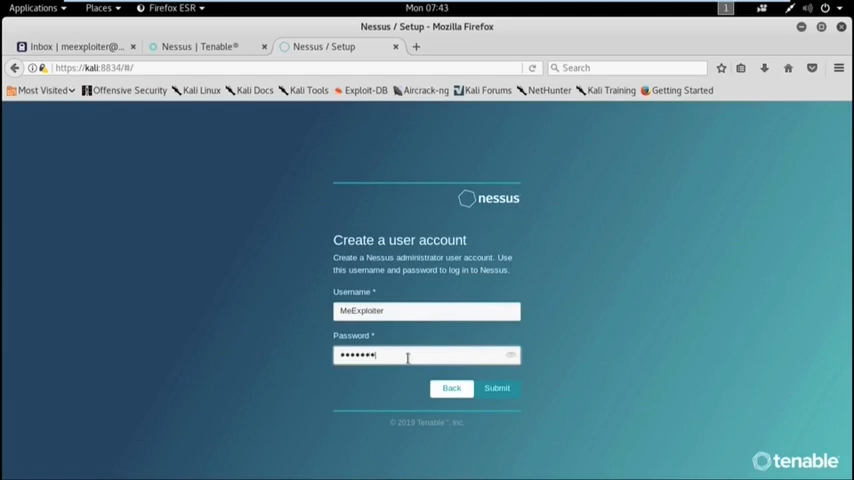 Applications Places Firefox ESR Mon 07:43 1
Nessus / Setup - Mozilla Firefox
Inbox | meexploiter@... Nessus | Tenable® Nessus / Setup
https://kali:8834/#/ Search
Most Visited Offensive Security Kali Linux Kali Docs Kali Tools Exploit-DB Aircrack-ng Kali Forums NetHunter Kali Training Getting Started
nessus
Create a user account
Create a Nessus administrator user account. Use
this username and password to log in to Nessus.
Username *
MeExploiter
Password *
•••••••
Back Submit
© 2019 Tenable™, Inc.
tenable